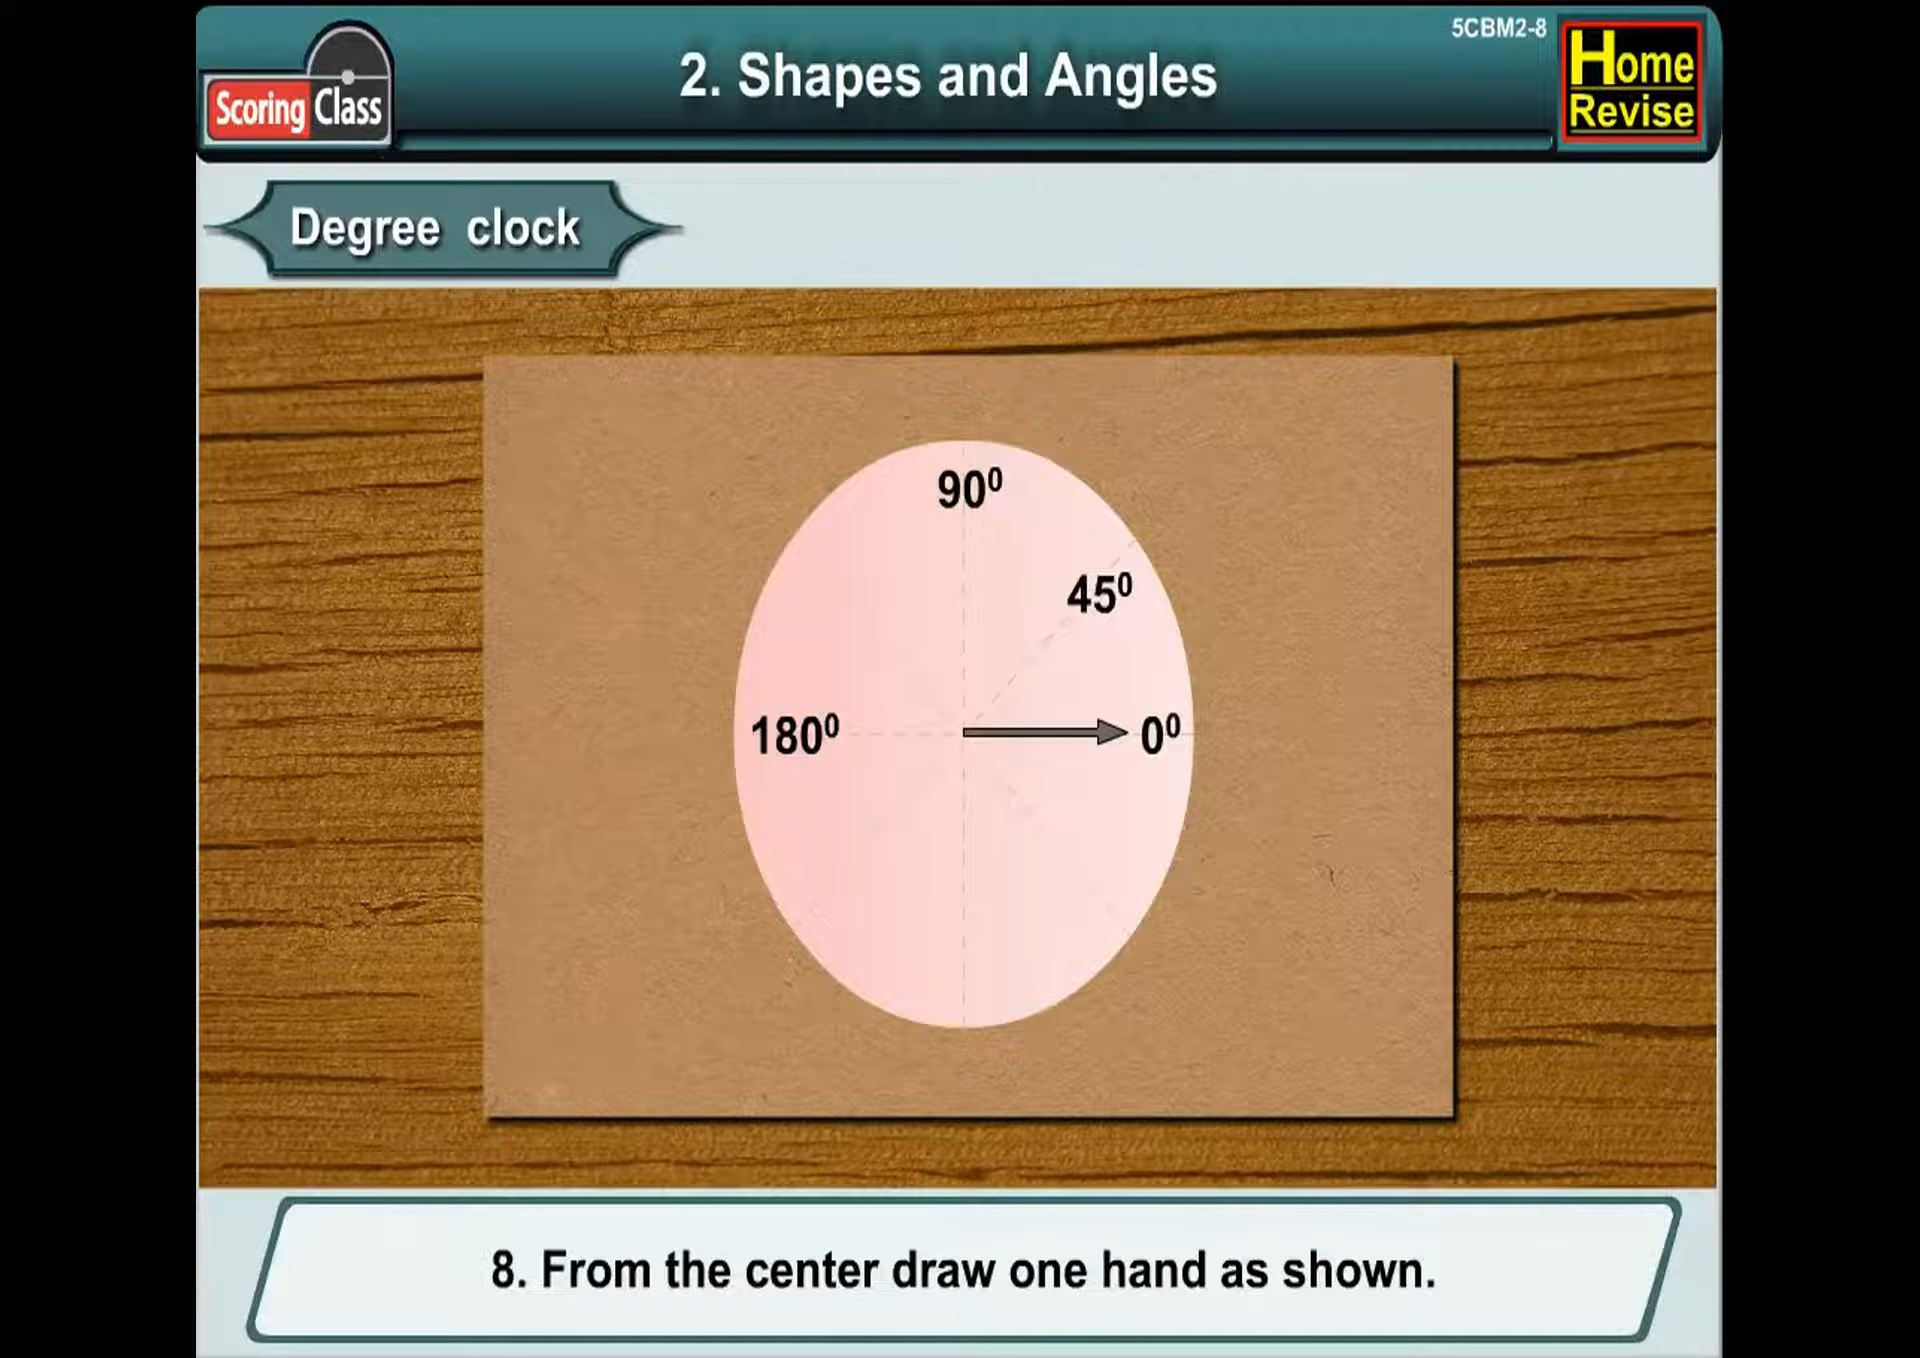 5CBM2-8
2. Shapes and Angles
Scoring Class
Home
Revise
Degree clock
90⁰
45⁰
180⁰
0⁰
8. From the center draw one hand as shown.